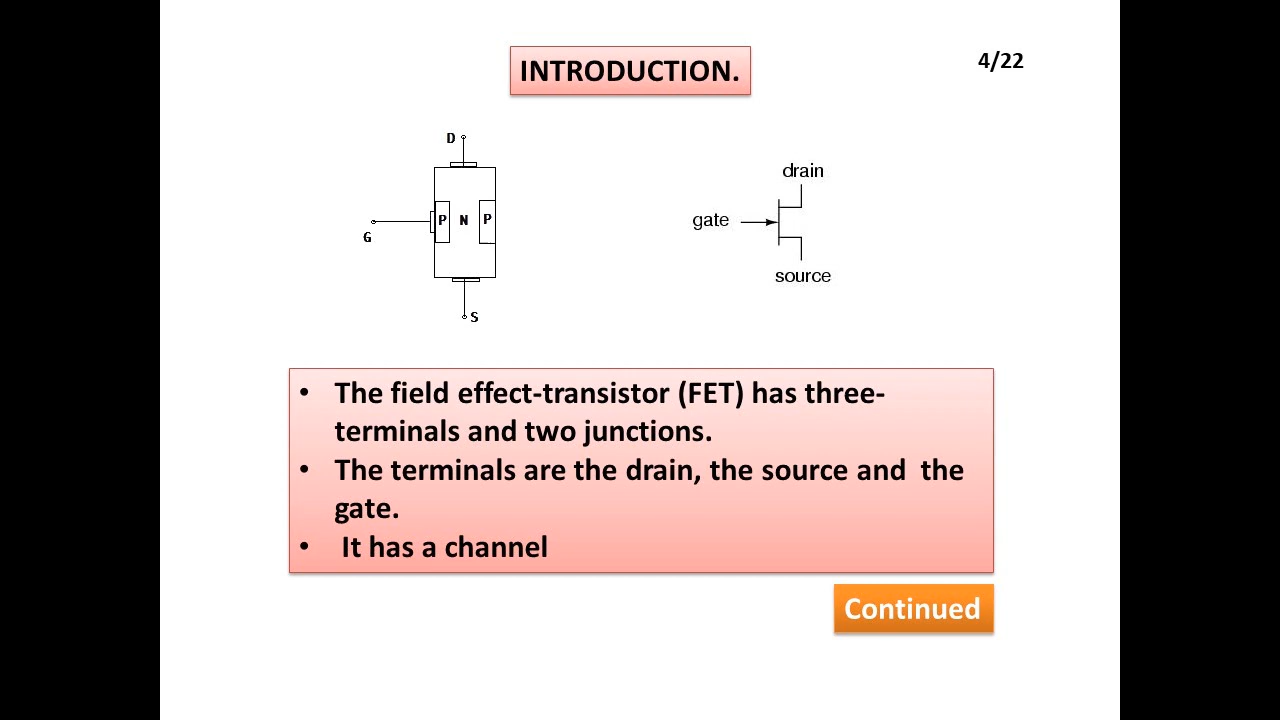 INTRODUCTION.
4/22
D
P N P
G
S
drain
gate
source
• The field effect-transistor (FET) has three-
terminals and two junctions.
• The terminals are the drain, the source and  the
gate.
•  It has a channel
Continued